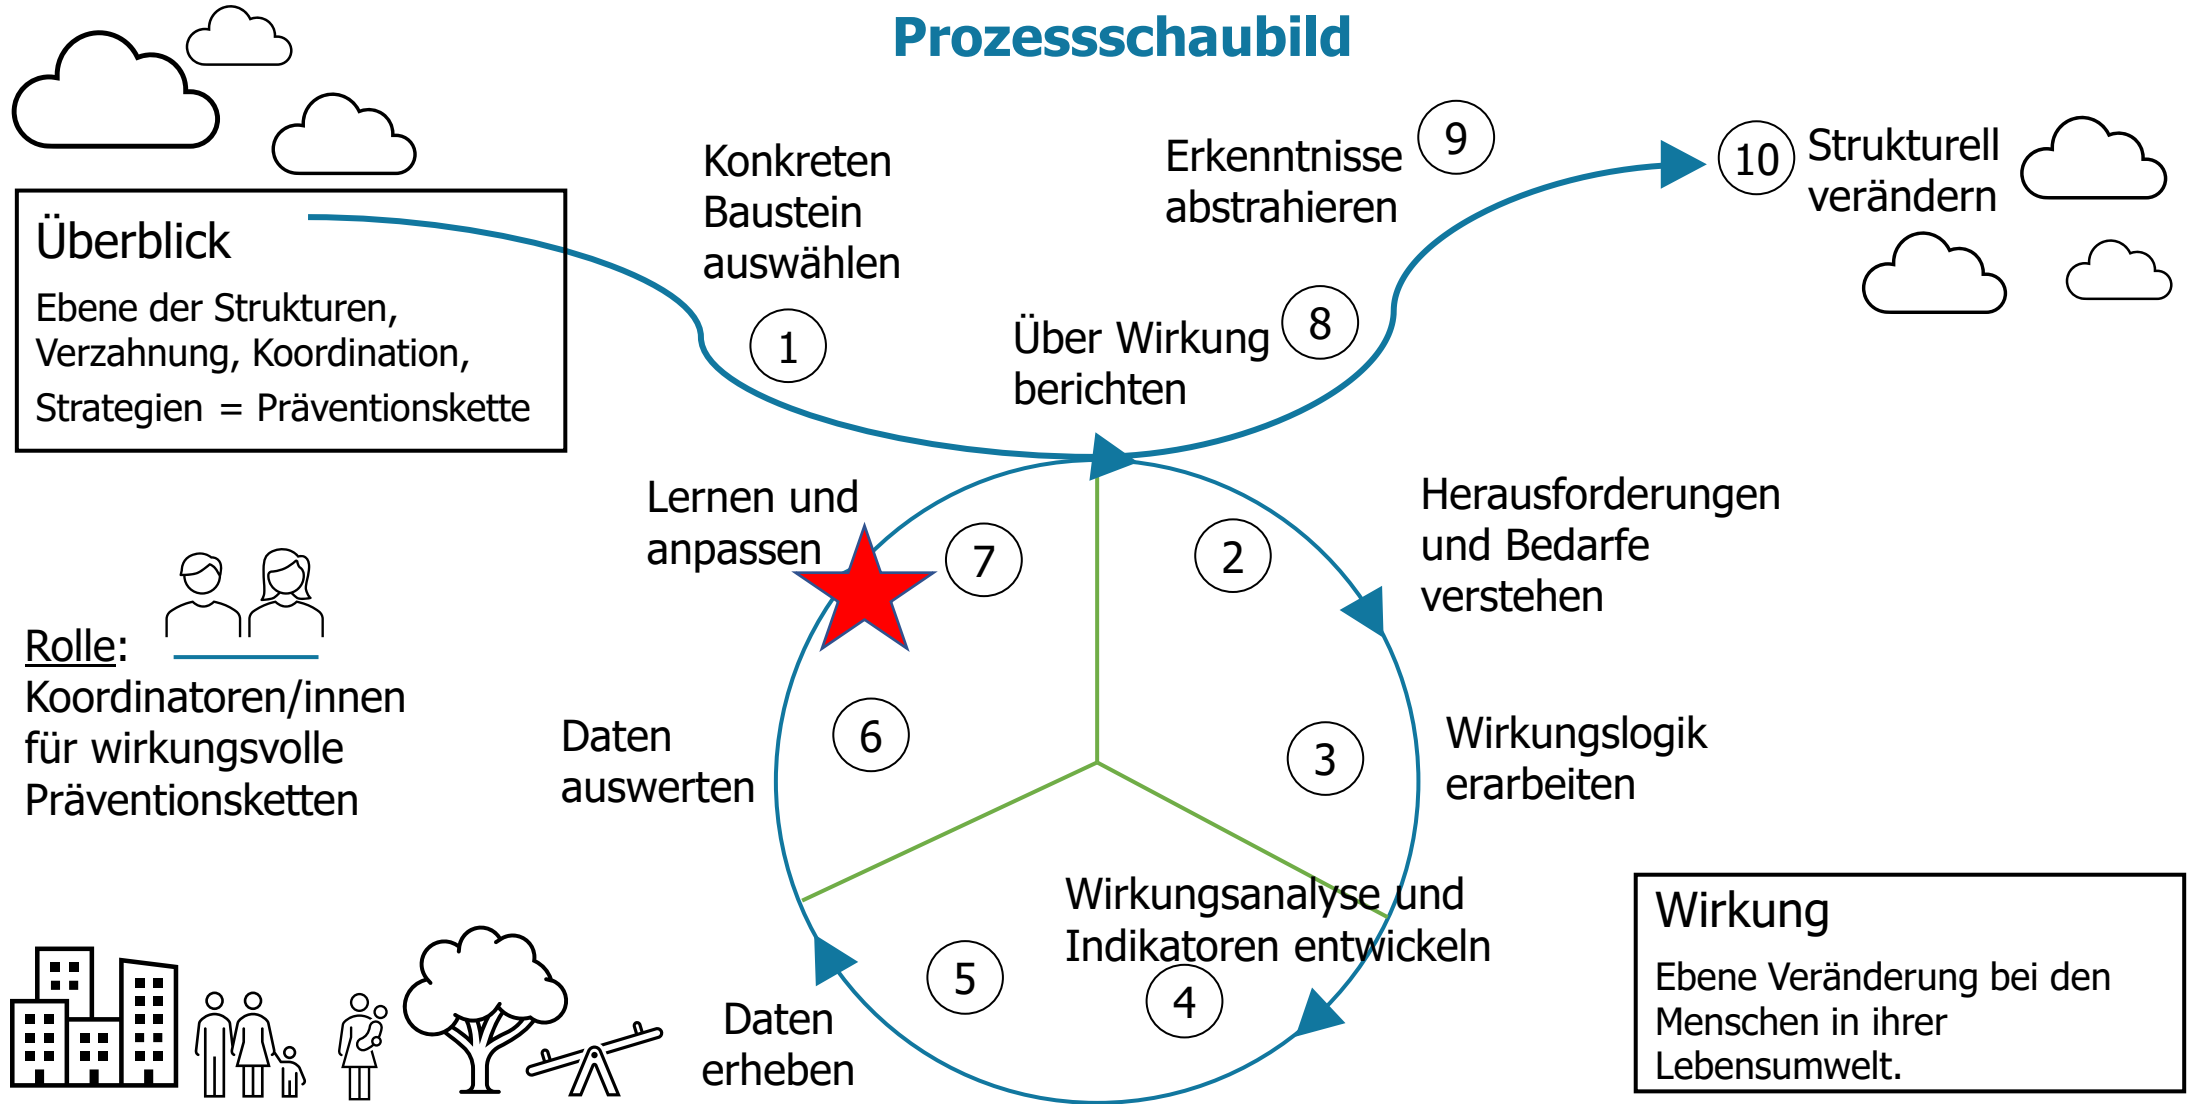 Prozessschaubild
Überblick
Ebene der Strukturen,
Verzahnung, Koordination,
Strategien = Präventionskette
Konkreten
Baustein
auswählen
1
Über Wirkung
berichten
8
Erkenntnisse
abstrahieren
9
10
Strukturell
verändern
Lernen und
anpassen
7
2
Herausforderungen
und Bedarfe
verstehen
Rolle:
Koordinatoren/innen
für wirkungsvolle
Präventionsketten
Daten
auswerten
6
3
Wirkungslogik
erarbeiten
Wirkungsanalyse und
Indikatoren entwickeln
4
5
Daten
erheben
Wirkung
Ebene Veränderung bei den
Menschen in ihrer
Lebensumwelt.